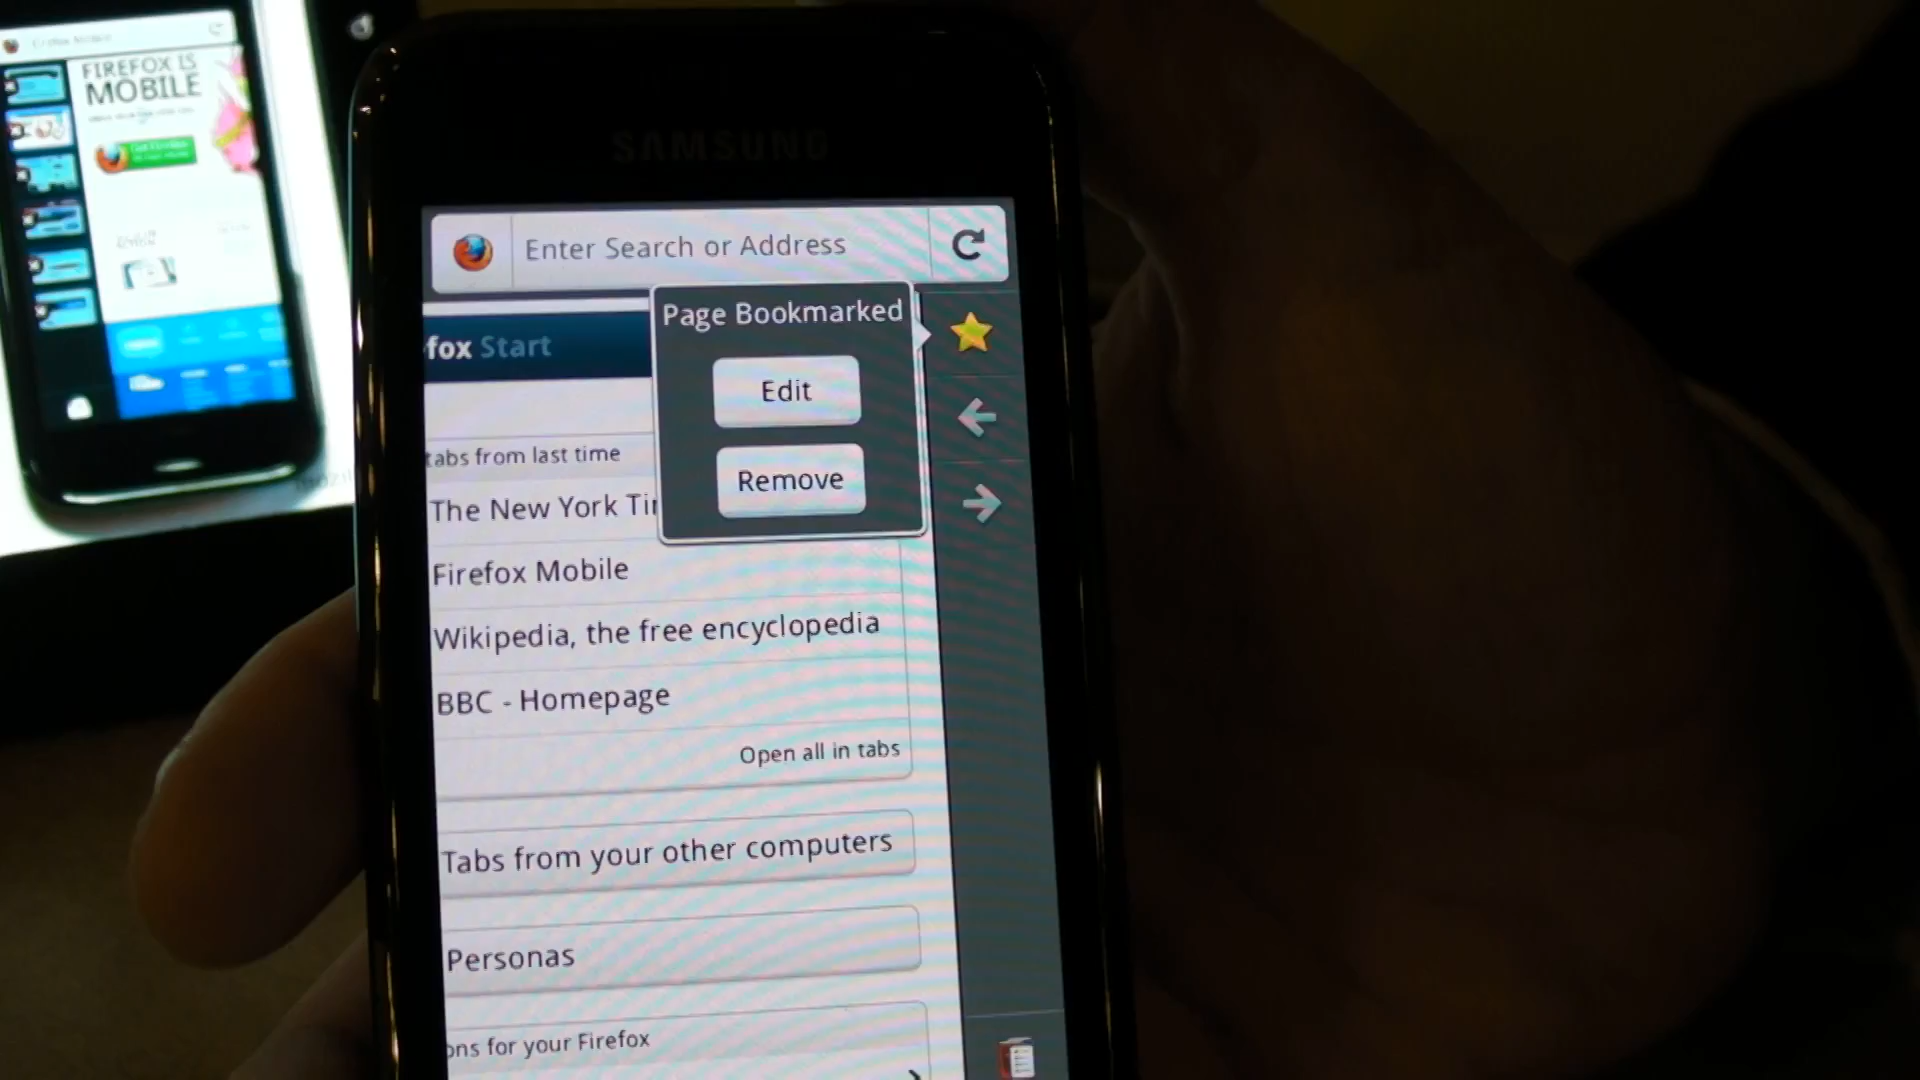 FIREFOX IS
MOBILE
SAMSUNG
Enter Search or Address
Page Bookmarked
Edit
Remove
fox Start
tabs from last time
The New York Ti
Firefox Mobile
Wikipedia, the free encyclopedia
BBC - Homepage
Open all in tabs
Tabs from your other computers
Personas
ons for your Firefox